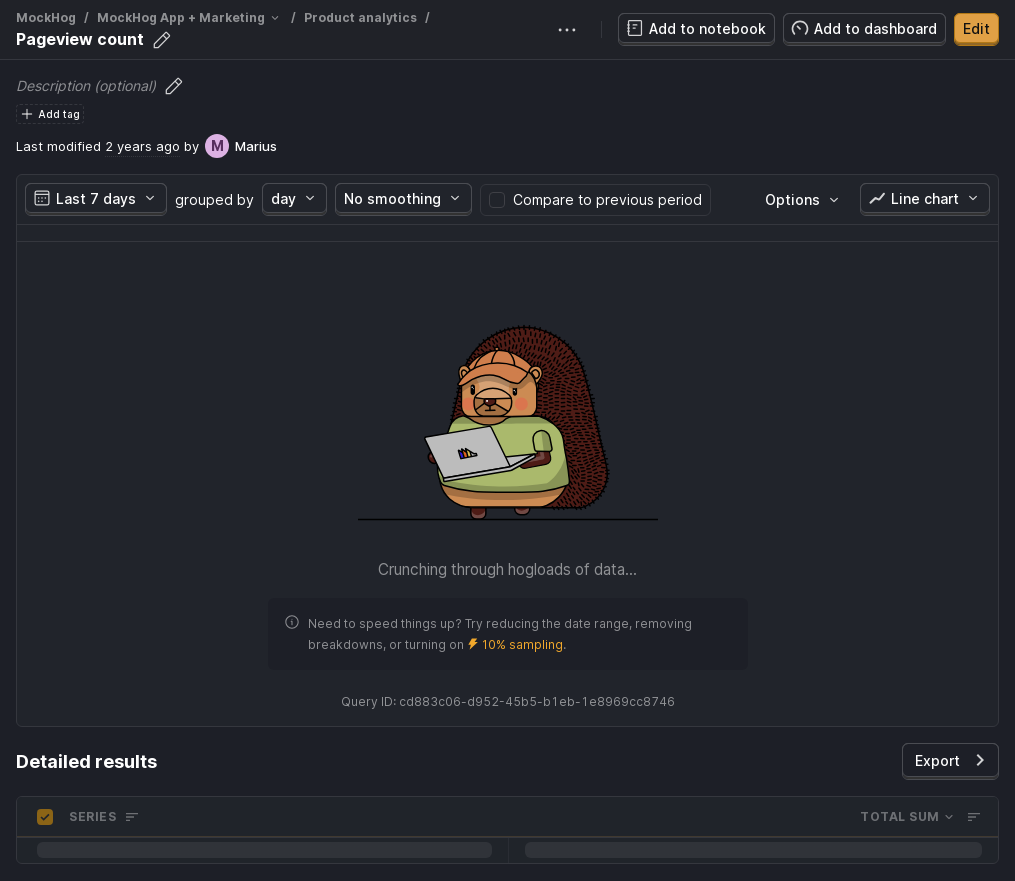 MockHog / MockHog App + Marketing / Product analytics /
Pageview count
Add to notebook
Add to dashboard
Edit
Description (optional)
Add tag
Last modified 2 years ago by M Marius
Last 7 days grouped by day No smoothing Compare to previous period Options Line chart
Crunching through hogloads of data...
Need to speed things up? Try reducing the date range, removing
breakdowns, or turning on 10% sampling.
Query ID: cd883c06-d952-45b5-b1eb-1e8969cc8746
Detailed results
Export
SERIES TOTAL SUM